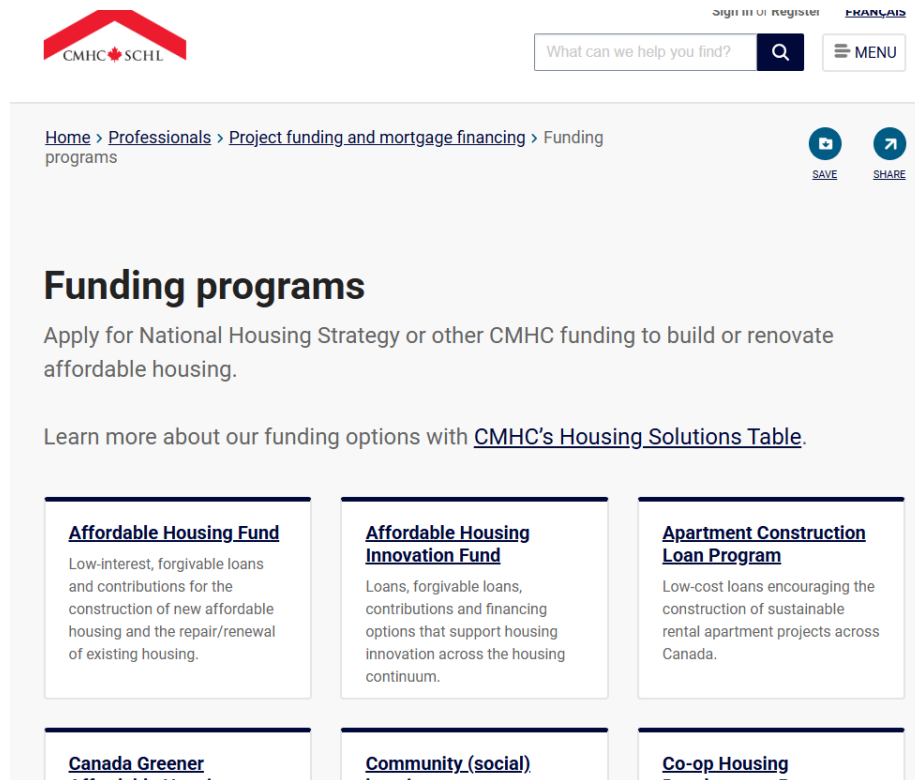 Sign in or Register FRANÇAIS
CMHC SCHL
What can we help you find?
MENU
Home > Professionals > Project funding and mortgage financing > Funding
programs
SAVE
SHARE
Funding programs
Apply for National Housing Strategy or other CMHC funding to build or renovate
affordable housing.
Learn more about our funding options with CMHC's Housing Solutions Table.
Affordable Housing Fund
Low-interest, forgivable loans
and contributions for the
construction of new affordable
housing and the repair/renewal
of existing housing.
Affordable Housing
Innovation Fund
Loans, forgivable loans,
contributions and financing
options that support housing
innovation across the housing
continuum.
Apartment Construction
Loan Program
Low-cost loans encouraging the
construction of sustainable
rental apartment projects across
Canada.
Canada Greener
Community (social)
Co-op Housing